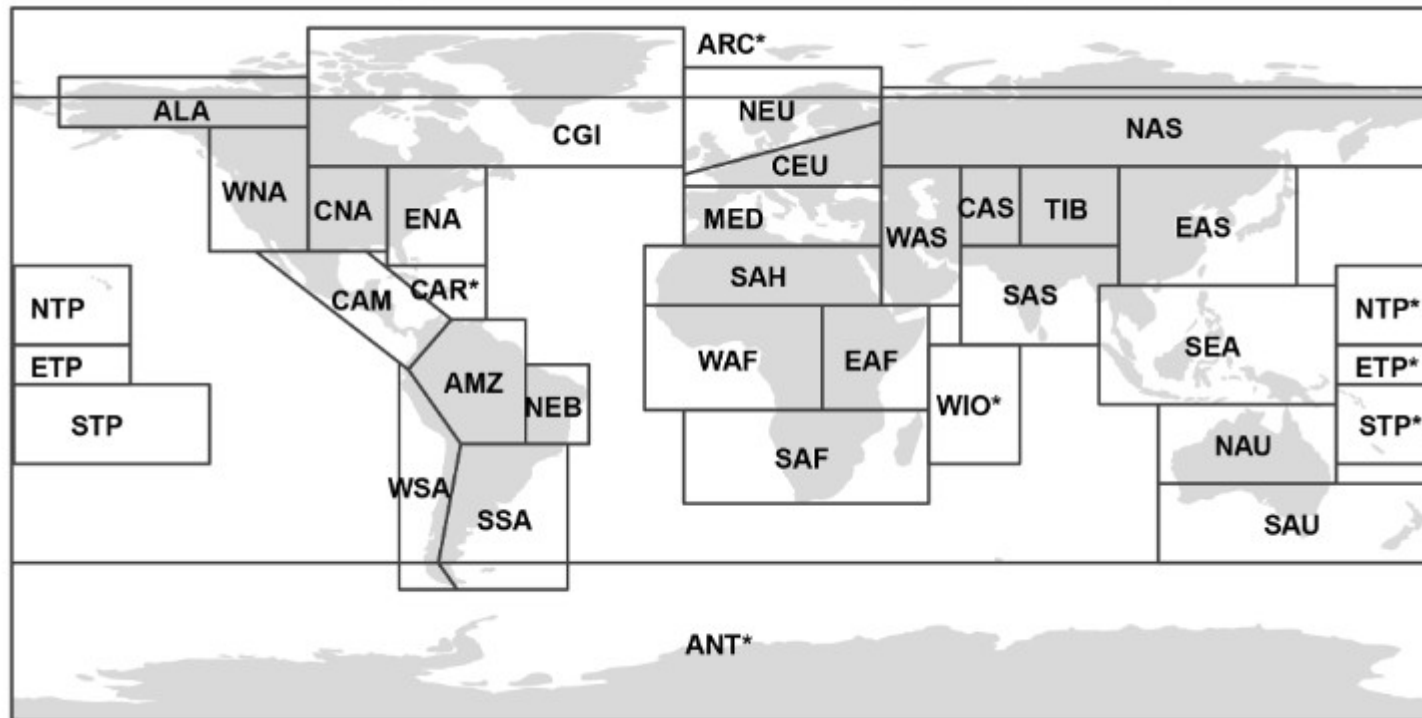 ARC*
ALA
NEU
CGI
NAS
CEU
WNA
CNA
ENA
MED
WAS
CAS
TIB
EAS
SAH
CAR*
CAM
SAS
NTP
NTP*
SEA
WAF
EAF
ETP
ETP*
AMZ
NEB
WIO*
STP
STP*
NAU
SAF
WSA
SSA
SAU
ANT*